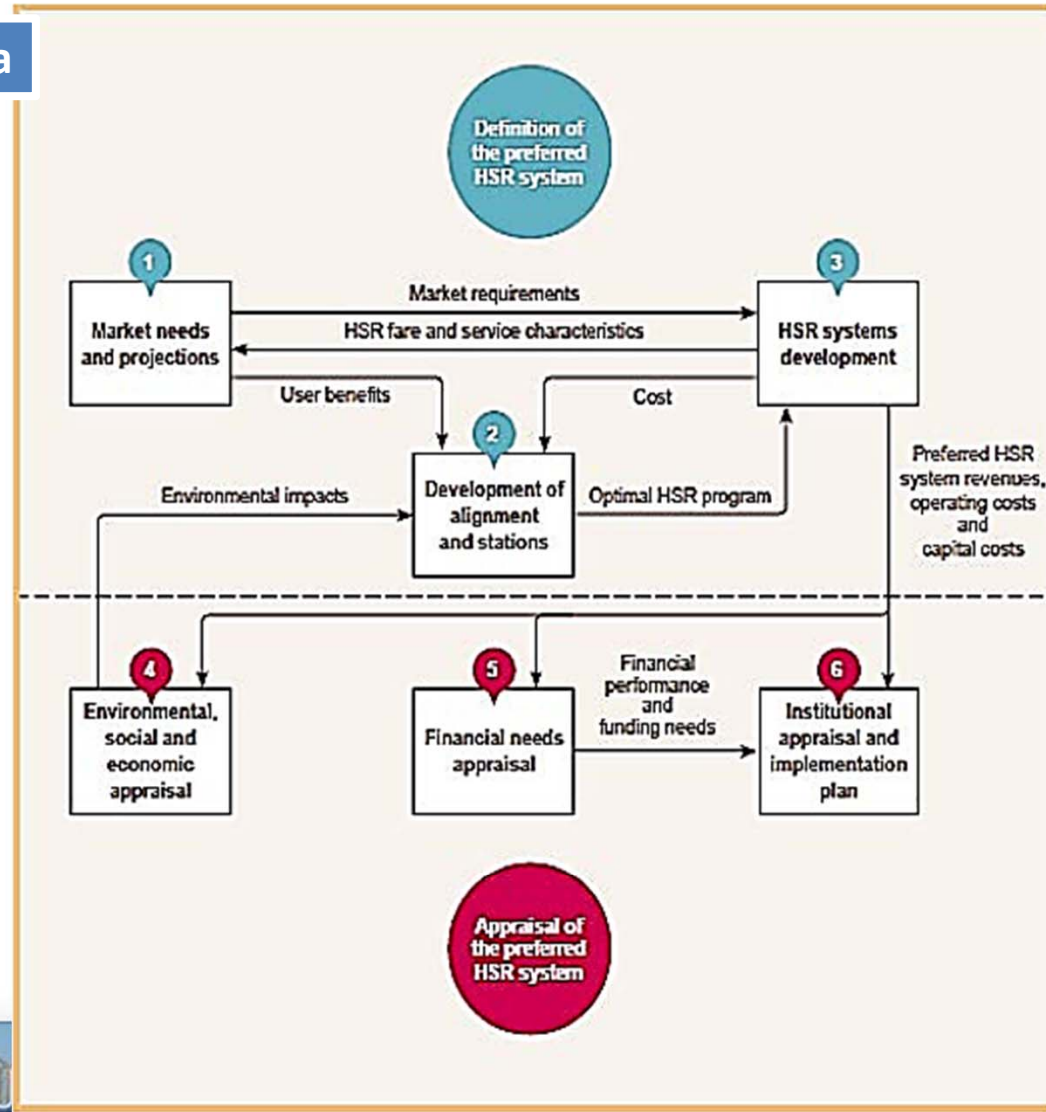 a
Definition of
the preferred
HSR system
1
3
Market needs
and projections
Market requirements
HSR fare and service characteristics
HSR systems
development
User benefits
Cost
2
Development of
alignment
and stations
Environmental impacts
Optimal HSR program
Preferred HSR
system revenues,
operating costs
and
capital costs
4
5
6
Environmental,
social and
economic
appraisal
Financial needs
appraisal
Financial
performance
and
funding needs
Institutional
appraisal and
implementation
plan
Appraisal of
the preferred
HSR system